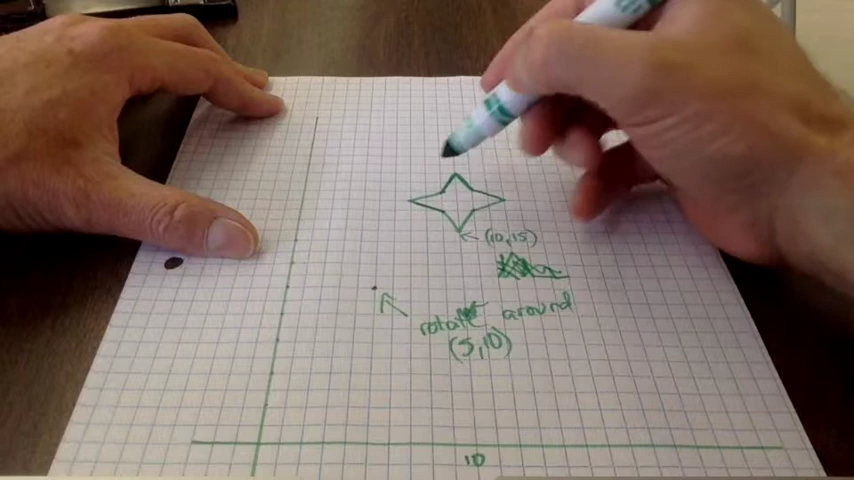 (10,15)
rotate around
(5,10)
10